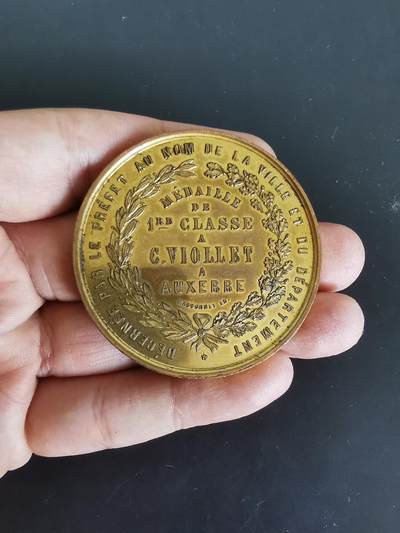 DÉCERNÉE PAR LE PRÉFET AU NOM DE LA VILLE ET DU DÉPARTEMENT
MÉDAILLE
DE
1RE CLASSE
A
C. VIOLLET
A
AUXERRE